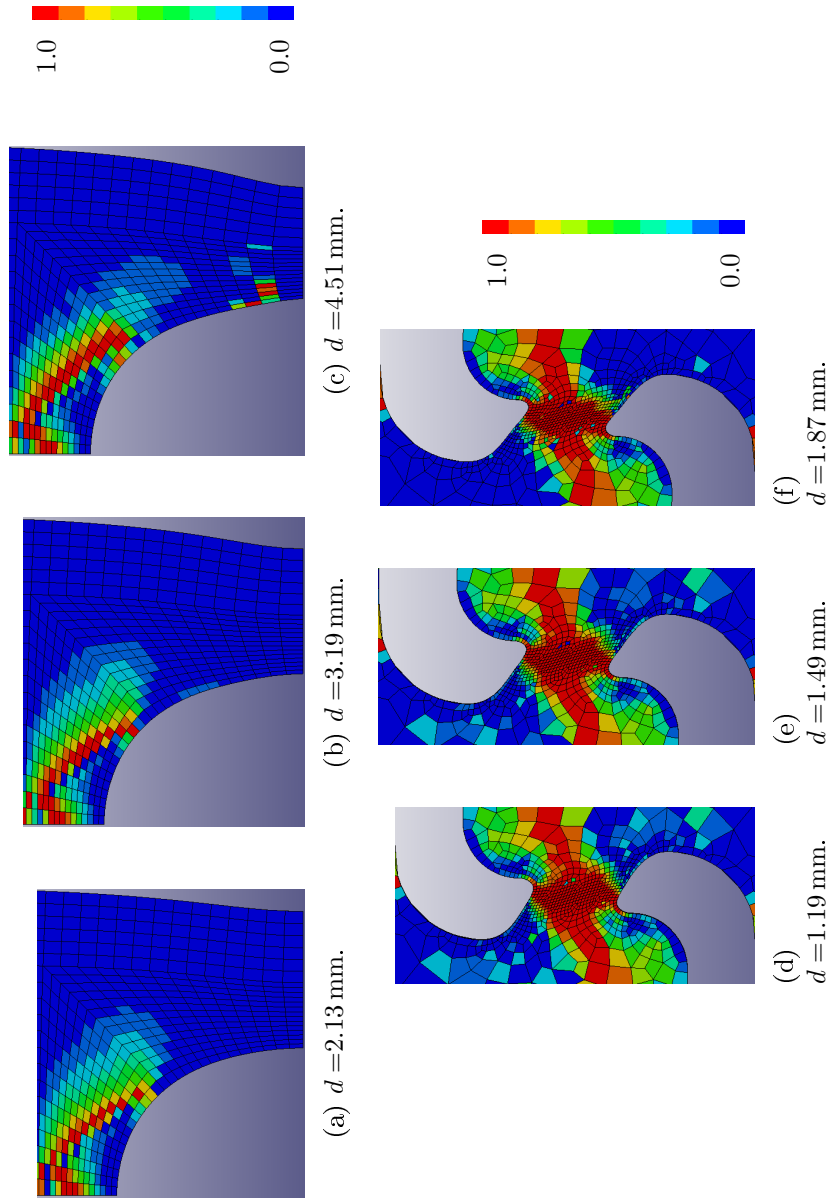 1.0
0.0
(a) d =2.13 mm.
(b) d =3.19 mm.
(c) d =4.51 mm.
1.0
0.0
(d)
d =1.19 mm.
(e)
d =1.49 mm.
(f)
d =1.87 mm.